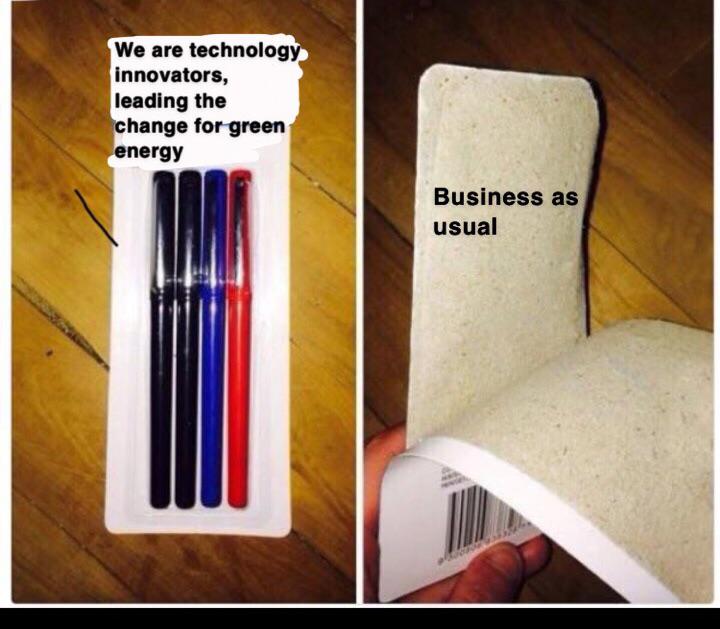 We are technology
innovators,
leading the
change for green
energy
Business as
usual